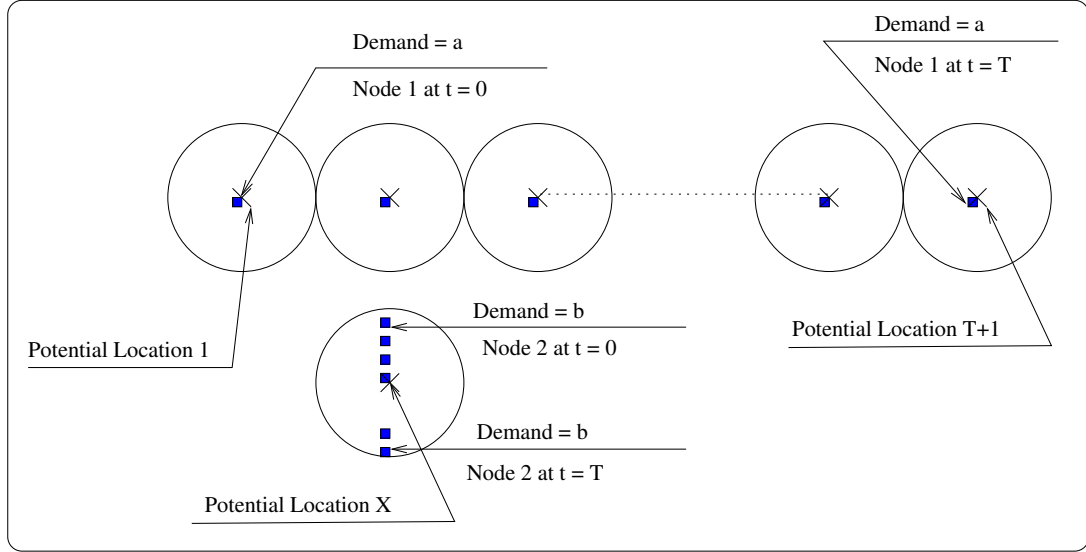 Demand = a
Node 1 at t = 0
Demand = a
Node 1 at t = T
Potential Location 1
Demand = b
Node 2 at t = 0
Potential Location T+1
Demand = b
Node 2 at t = T
Potential Location X